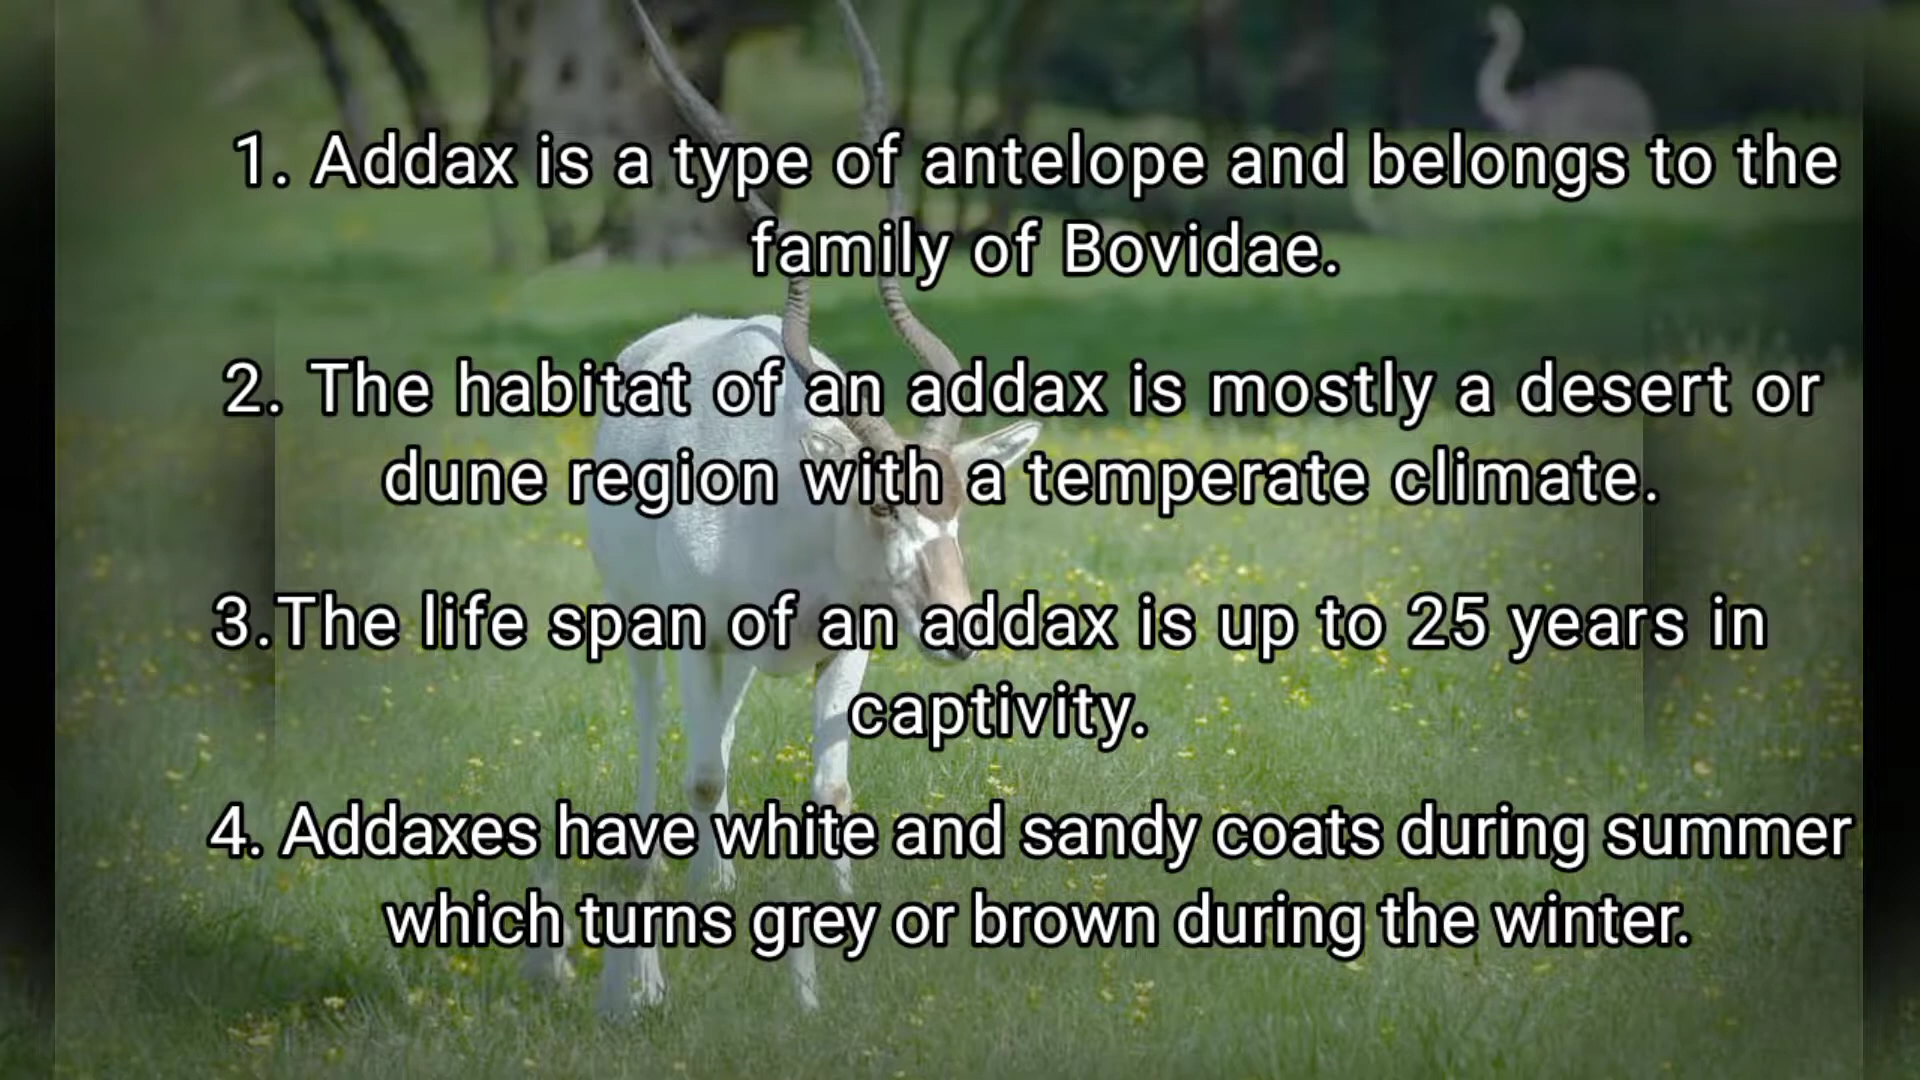 1. Addax is a type of antelope and belongs to the
family of Bovidae.
2. The habitat of an addax is mostly a desert or
dune region with a temperate climate.
3.The life span of an addax is up to 25 years in
captivity.
4. Addaxes have white and sandy coats during summer
which turns grey or brown during the winter.